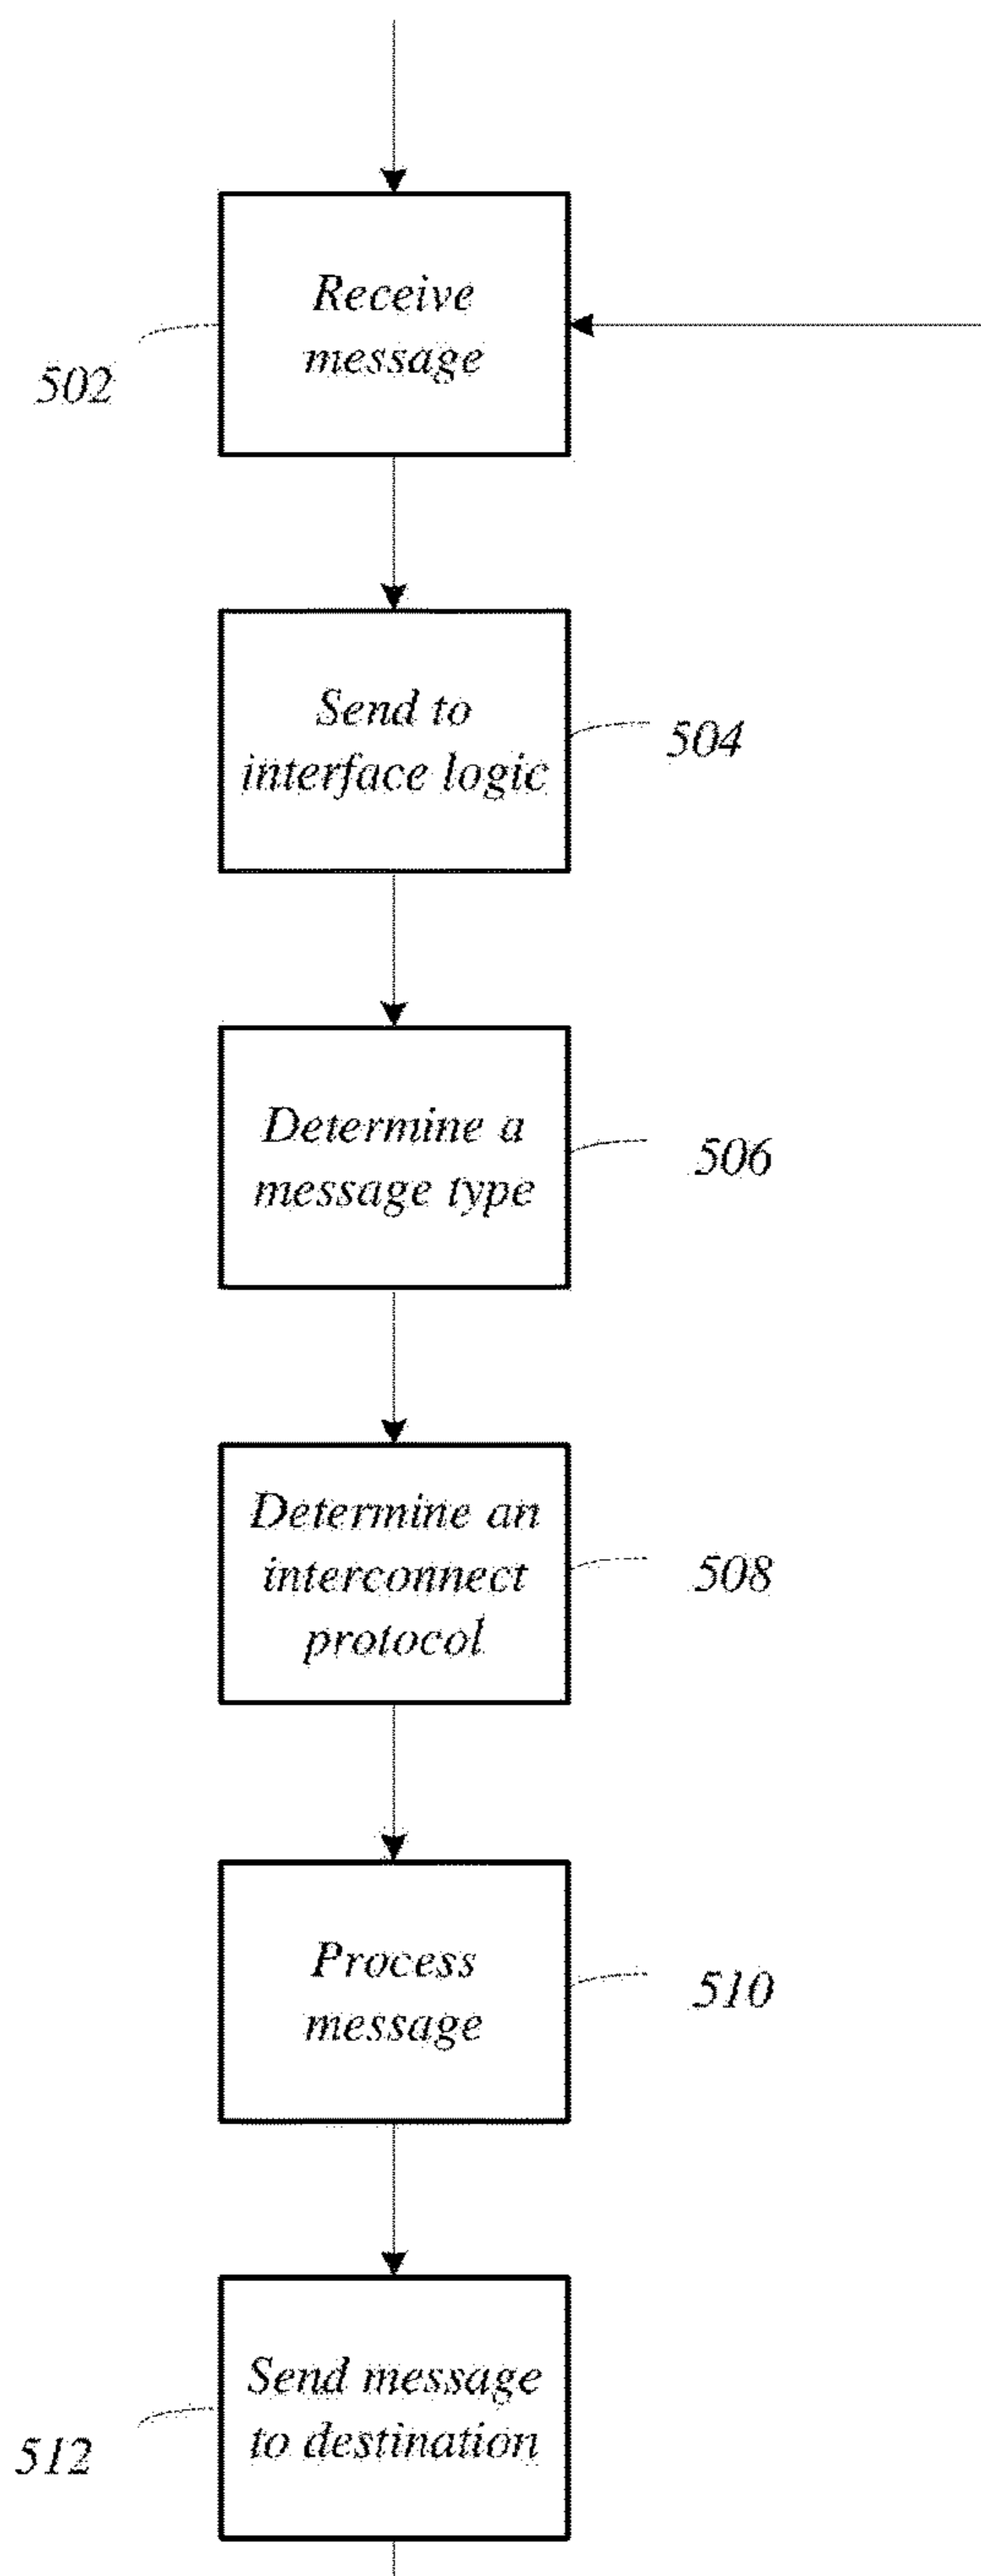 Receive
message
502
Send to
interface logic
504
Determine a
message type
506
Determine an
interconnect
protocol
508
Process
message
510
Send message
to destination
512